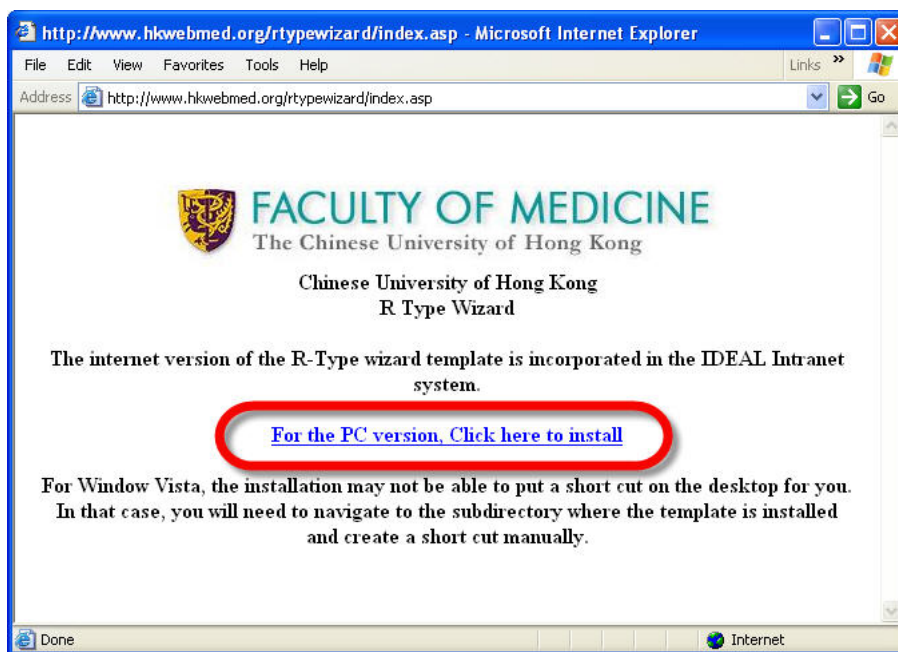 http://www.hkwebmed.org/rtypewizard/index.asp - Microsoft Internet Explorer
File Edit View Favorites Tools Help Links »
Address http://www.hkwebmed.org/rtypewizard/index.asp Go
FACULTY OF MEDICINE
The Chinese University of Hong Kong
Chinese University of Hong Kong
R Type Wizard
The internet version of the R-Type wizard template is incorporated in the IDEAL Intranet
system.
For the PC version, Click here to install
For Window Vista, the installation may not be able to put a short cut on the desktop for you.
In that case, you will need to navigate to the subdirectory where the template is installed
and create a short cut manually.
Done Internet